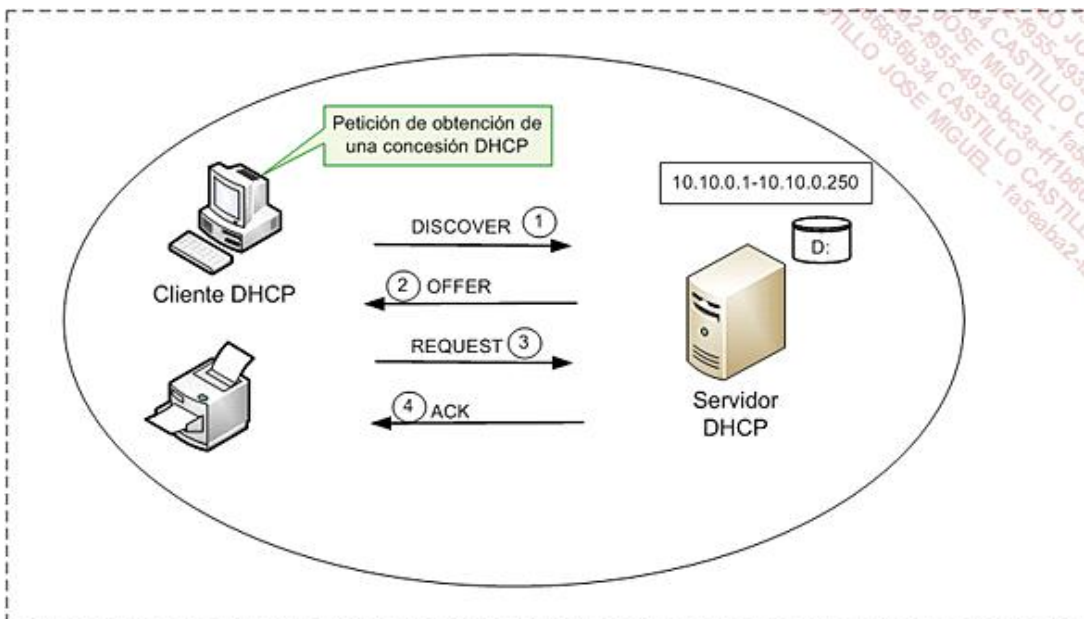 Petición de obtención de
una concesión DHCP
10.10.0.1-10.10.0.250
DISCOVER 1
D:
Cliente DHCP
2 OFFER
REQUEST 3
4 ACK
Servidor
DHCP